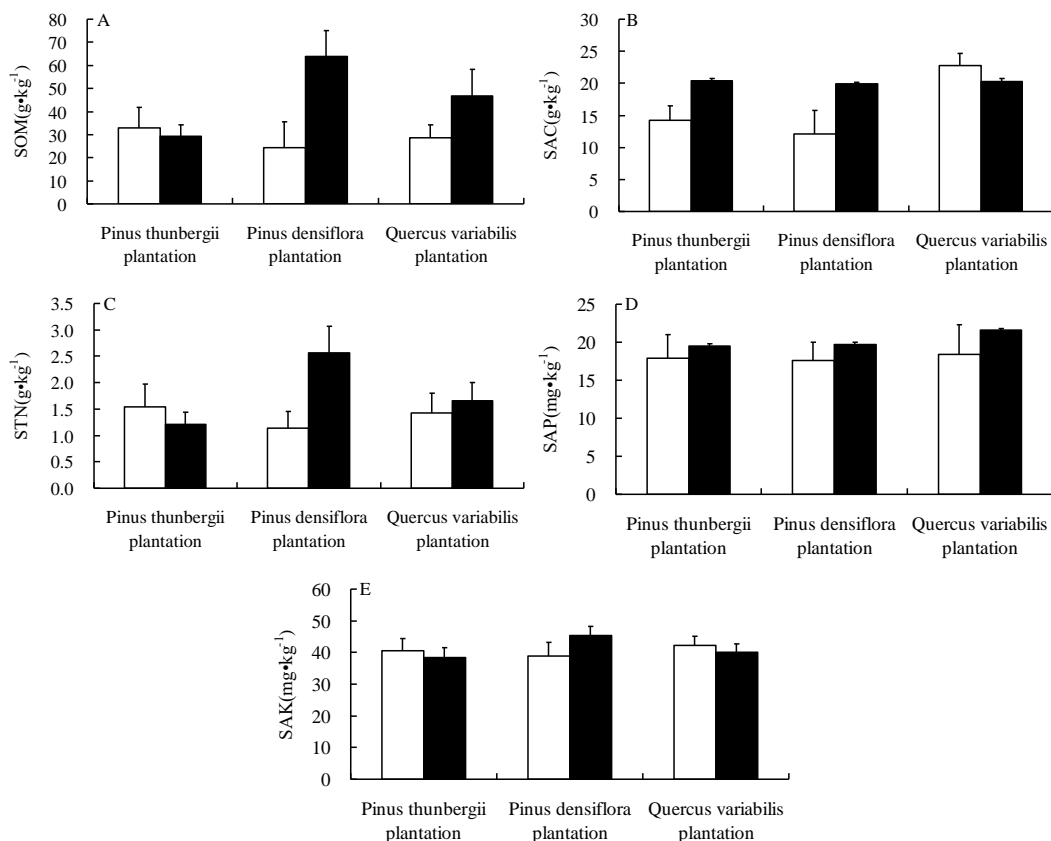 A
SOM(g•kg-1)
80
70
60
50
40
30
20
10
0
Pinus thunbergii plantation
Pinus densiflora plantation
Quercus variabilis plantation
B
SAC(g•kg-1)
30
25
20
15
10
5
0
Pinus thunbergii plantation
Pinus densiflora plantation
Quercus variabilis plantation
C
STN(g•kg-1)
3.5
3.0
2.5
2.0
1.5
1.0
0.5
0.0
Pinus thunbergii plantation
Pinus densiflora plantation
Quercus variabilis plantation
D
SAP(mg•kg-1)
25
20
15
10
5
0
Pinus thunbergii plantation
Pinus densiflora plantation
Quercus variabilis plantation
E
SAK(mg•kg-1)
60
50
40
30
20
10
0
Pinus thunbergii plantation
Pinus densiflora plantation
Quercus variabilis plantation